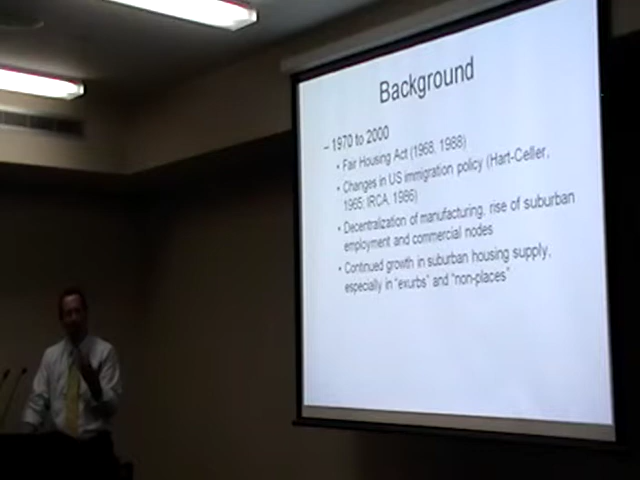 Background
– 1970 to 2000
• Fair Housing Act (1968, 1988)
• Changes in US immigration policy (Hart-Celler,
1965; IRCA, 1986)
• Decentralization of manufacturing, rise of suburban
employment and commercial nodes
• Continued growth in suburban housing supply,
especially in "exurbs" and "non-places"